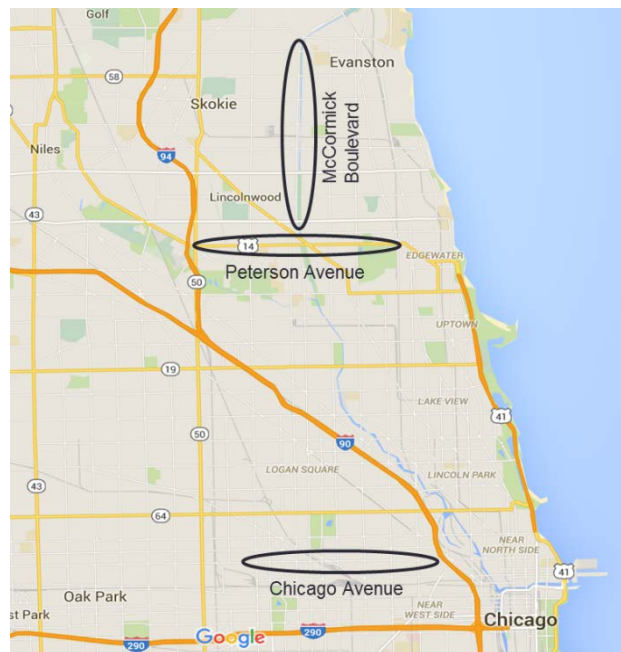 Golf
Evanston
58
Skokie
McCormick
Boulevard
94
Niles
Lincolnwood
43
14
EDGEWATER
Peterson Avenue
50
UPTOWN
19
LAKE VIEW
41
50
90
LOGAN SQUARE
LINCOLN PARK
43
64
NEAR
NORTH SIDE
41
Chicago Avenue
Oak Park
NEAR
WEST SIDE
st Park
Chicago
Google
290
290